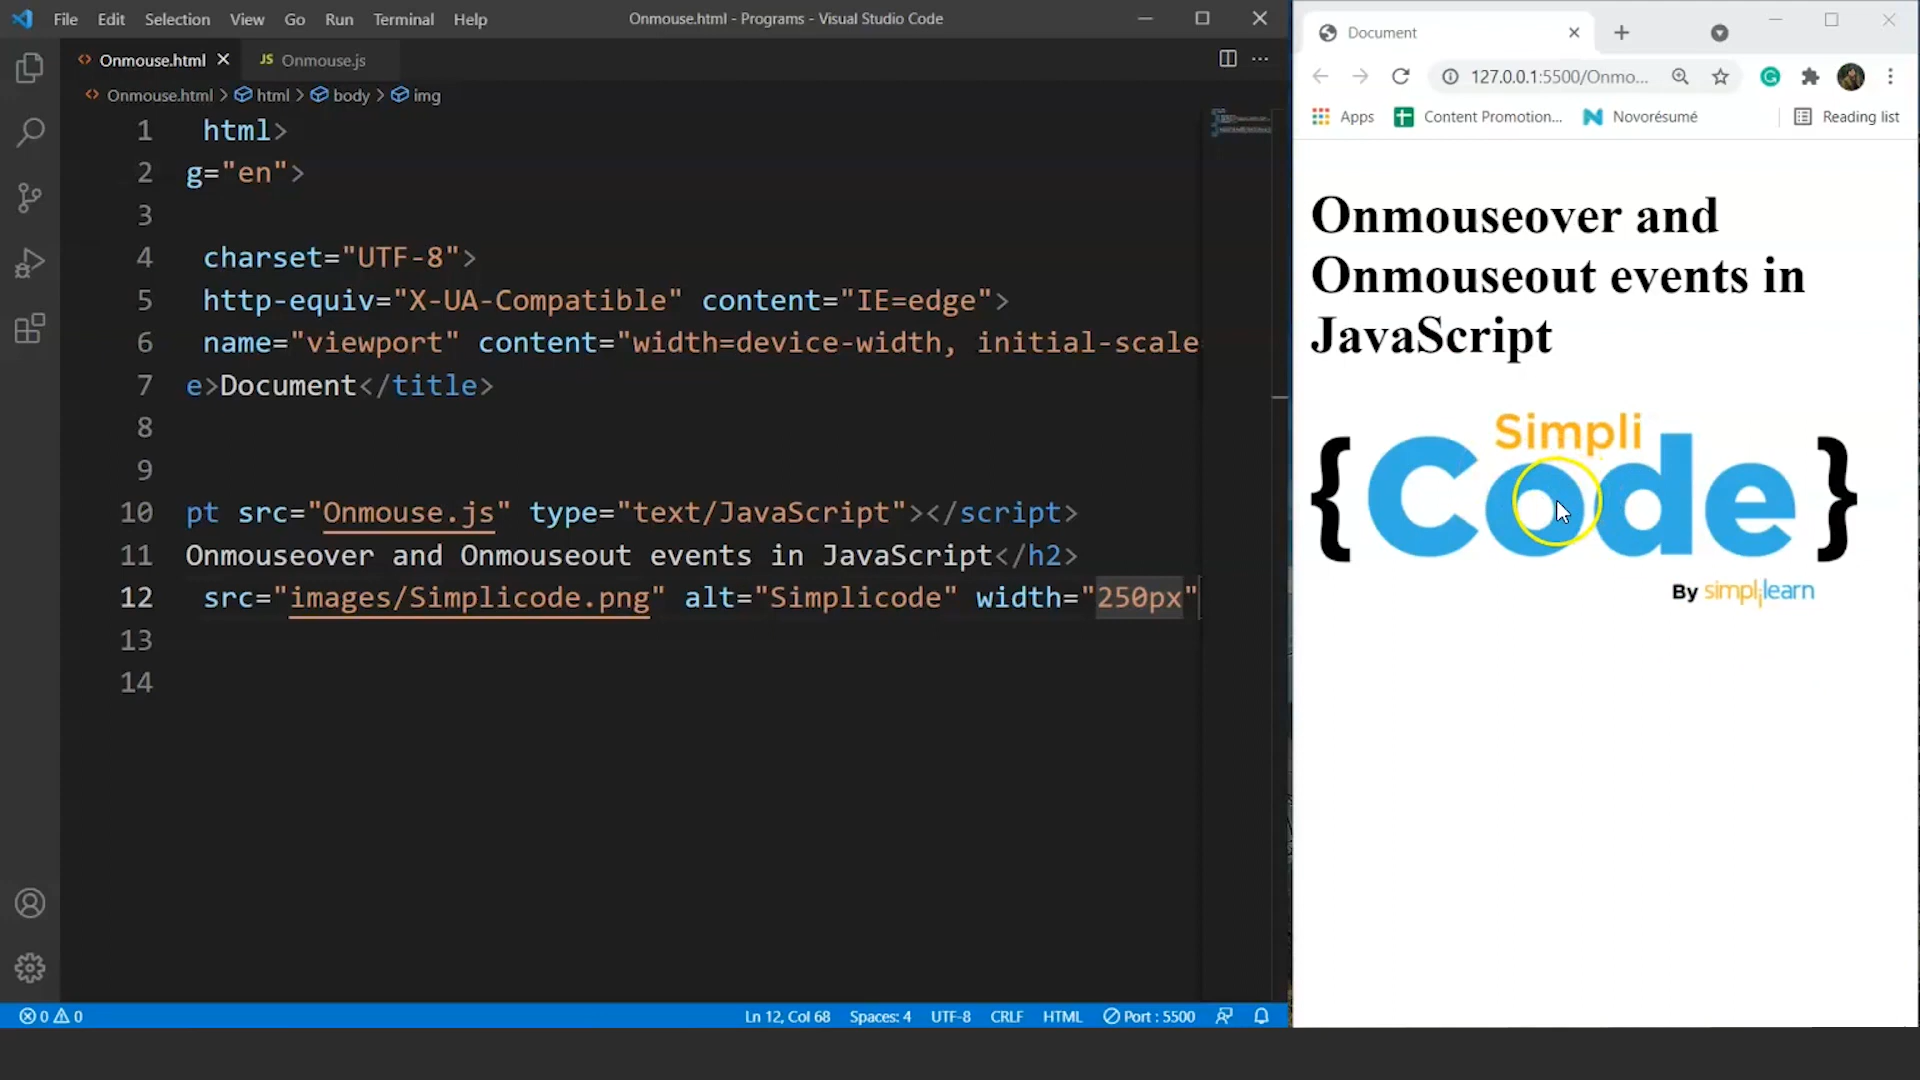 File Edit Selection View Go Run Terminal Help
Onmouse.html - Programs - Visual Studio Code
Onmouse.html
JS Onmouse.js
Onmouse.html > html > body > img
1 html>
2 g="en">
3
4 charset="UTF-8">
5 http-equiv="X-UA-Compatible" content="IE=edge">
6 name="viewport" content="width=device-width, initial-scale
7 e>Document</title>
8
9
10 pt src="Onmouse.js" type="text/JavaScript"></script>
11 Onmouseover and Onmouseout events in JavaScript</h2>
12 src="images/Simplicode.png" alt="Simplicode" width="250px"
13
14
0 0
Ln 12, Col 68 Spaces: 4 UTF-8 CRLF HTML Port : 5500
Document
127.0.0.1:5500/Onmo...
Apps Content Promotion... Novorésumé Reading list
Onmouseover and
Onmouseout events in
JavaScript
Simpli
{Code}
By simplilearn